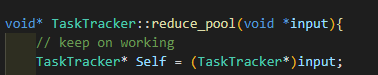 void* TaskTracker::reduce_pool(void *input){
// keep on working
TaskTracker* Self = (TaskTracker*)input;